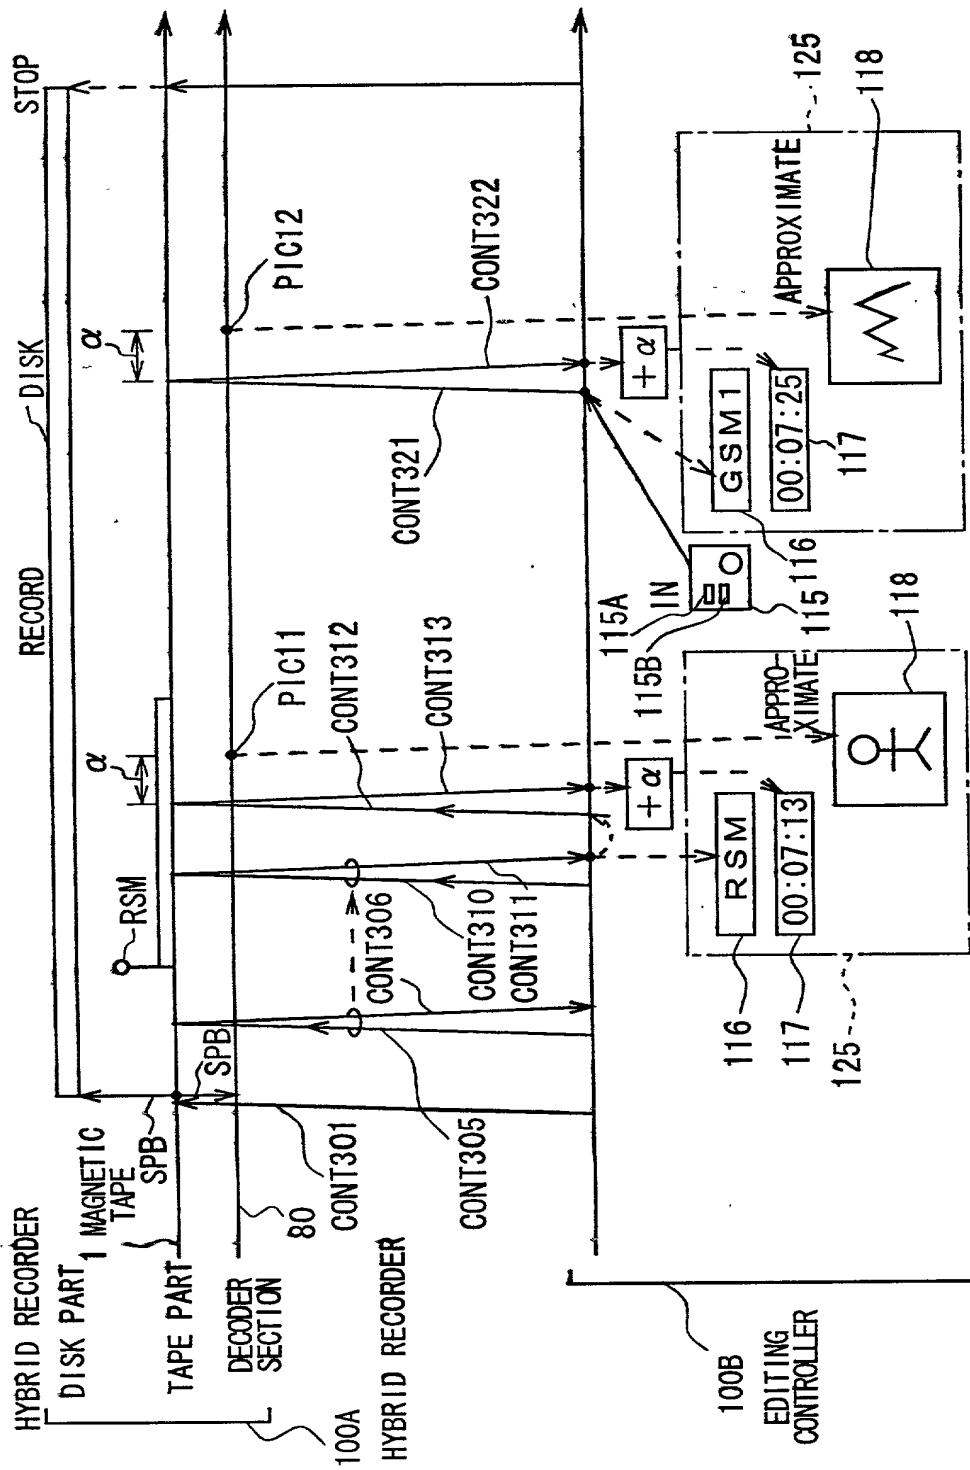 HYBRID RECORDER
DISK PART
1 MAGNETIC
TAPE
TAPE PART
DECODER
SECTION
100A
HYBRID RECORDER
80
SPB
SPB
RECORD
DISK
STOP
RSM
α
α
PIC11
PIC12
CONT301
CONT305
CONT306
CONT310
CONT311
CONT312
CONT313
CONT321
CONT322
100B
EDITING
CONTROLLER
+α
APPRO-
XIMATE
RSM
00:07:13
116
117
118
125
115A
115B
IN
115
+α
APPROXIMATE
GSM1
00:07:25
116
117
118
125